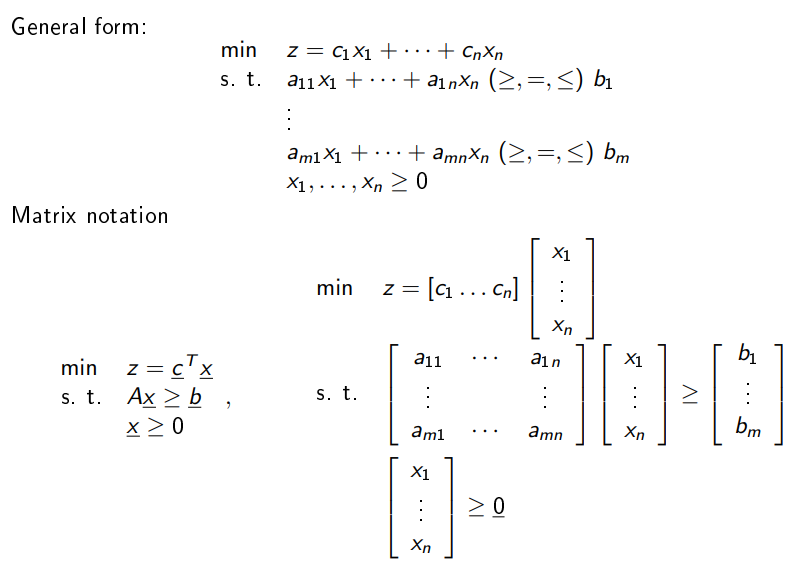 General form:
min z = c₁x₁ + ··· + cₙxₙ
s. t. a₁₁x₁ + ··· + a₁ₙxₙ (≥, =, ≤) b₁
⋮
aₘ₁x₁ + ··· + aₘₙxₙ (≥, =, ≤) bₘ
x₁, . . . , xₙ ≥ 0
Matrix notation
min z = c̲ᵀx̲
s. t. Ax̲ ≥ b̲ ,
x̲ ≥ 0
min z = [c₁ . . . cₙ] [ x₁ ⋮ xₙ ]
s. t. [ a₁₁ ··· a₁ₙ ⋮ ⋮ aₘ₁ ··· aₘₙ ] [ x₁ ⋮ xₙ ] ≥ [ b₁ ⋮ bₘ ]
[ x₁ ⋮ xₙ ] ≥ 0̲